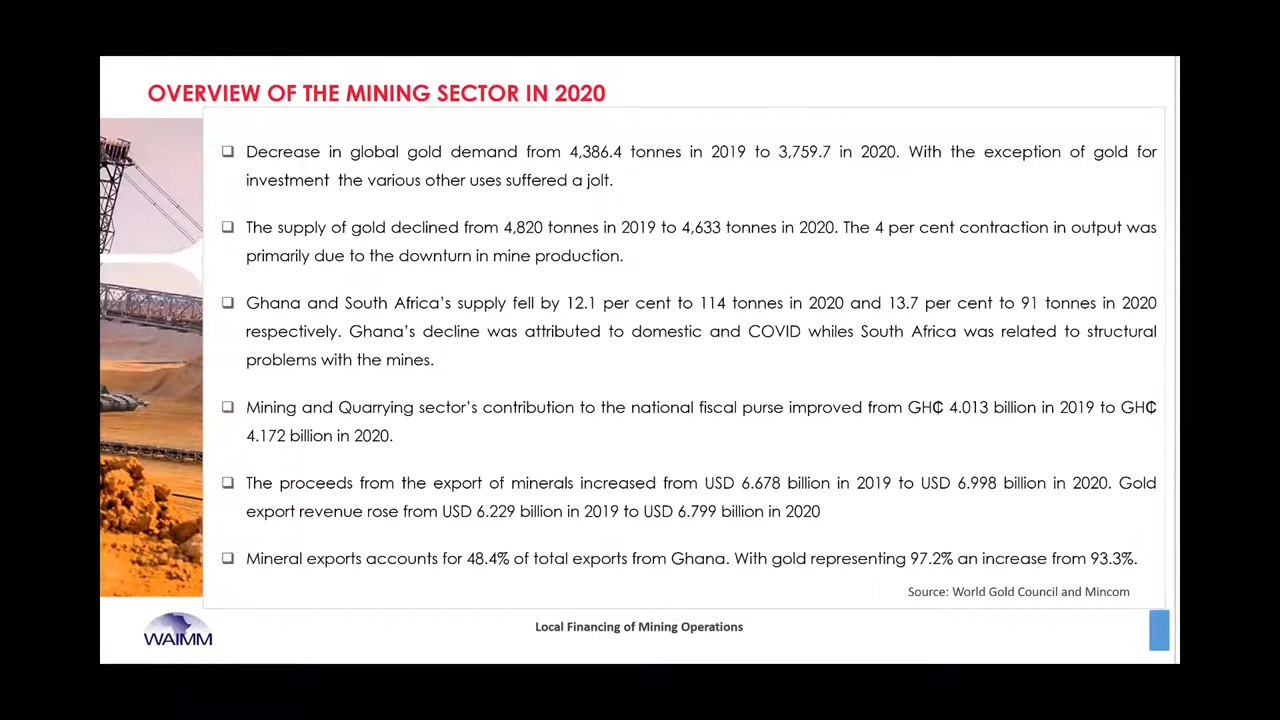 OVERVIEW OF THE MINING SECTOR IN 2020
❑ Decrease in global gold demand from 4,386.4 tonnes in 2019 to 3,759.7 in 2020. With the exception of gold for
investment the various other uses suffered a jolt.
❑ The supply of gold declined from 4,820 tonnes in 2019 to 4,633 tonnes in 2020. The 4 per cent contraction in output was
primarily due to the downturn in mine production.
❑ Ghana and South Africa's supply fell by 12.1 per cent to 114 tonnes in 2020 and 13.7 per cent to 91 tonnes in 2020
respectively. Ghana's decline was attributed to domestic and COVID whiles South Africa was related to structural
problems with the mines.
❑ Mining and Quarrying sector's contribution to the national fiscal purse improved from GH₵ 4.013 billion in 2019 to GH₵
4.172 billion in 2020.
❑ The proceeds from the export of minerals increased from USD 6.678 billion in 2019 to USD 6.998 billion in 2020. Gold
export revenue rose from USD 6.229 billion in 2019 to USD 6.799 billion in 2020
❑ Mineral exports accounts for 48.4% of total exports from Ghana. With gold representing 97.2% an increase from 93.3%.
Source: World Gold Council and Mincom
WAIMM
Local Financing of Mining Operations